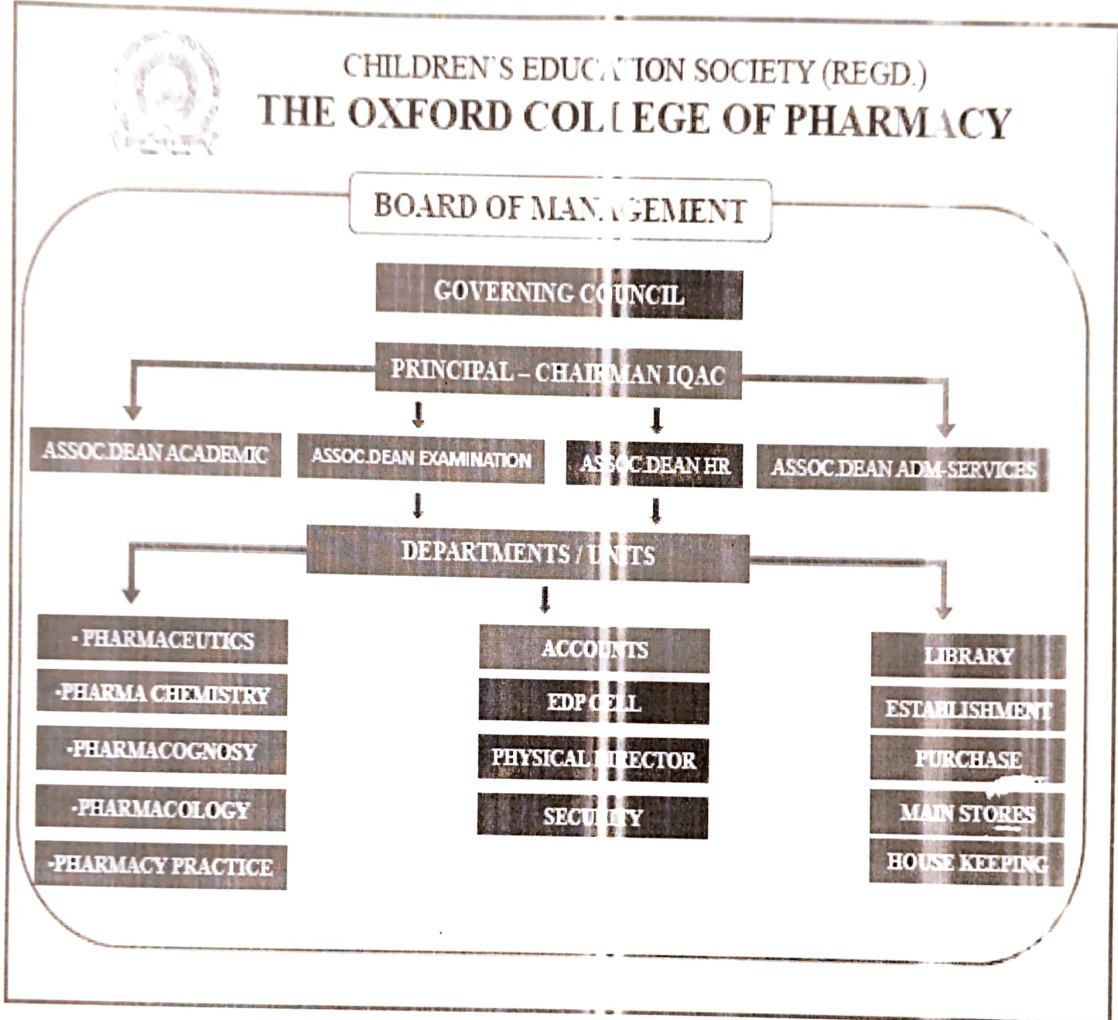 CHILDREN'S EDUCATION SOCIETY (REGD.)
THE OXFORD COLLEGE OF PHARMACY
BOARD OF MANAGEMENT
GOVERNING COUNCIL
PRINCIPAL – CHAIRMAN IQAC
ASSOC.DEAN ACADEMIC
ASSOC.DEAN EXAMINATION
ASSOC.DEAN HR
ASSOC.DEAN ADM-SERVICES
DEPARTMENTS / UNITS
- PHARMACEUTICS
-PHARMA CHEMISTRY
-PHARMACOGNOSY
-PHARMACOLOGY
-PHARMACY PRACTICE
ACCOUNTS
EDP CELL
PHYSICAL DIRECTOR
SECURITY
LIBRARY
ESTABLISHMENT
PURCHASE
MAIN STORES
HOUSE KEEPING